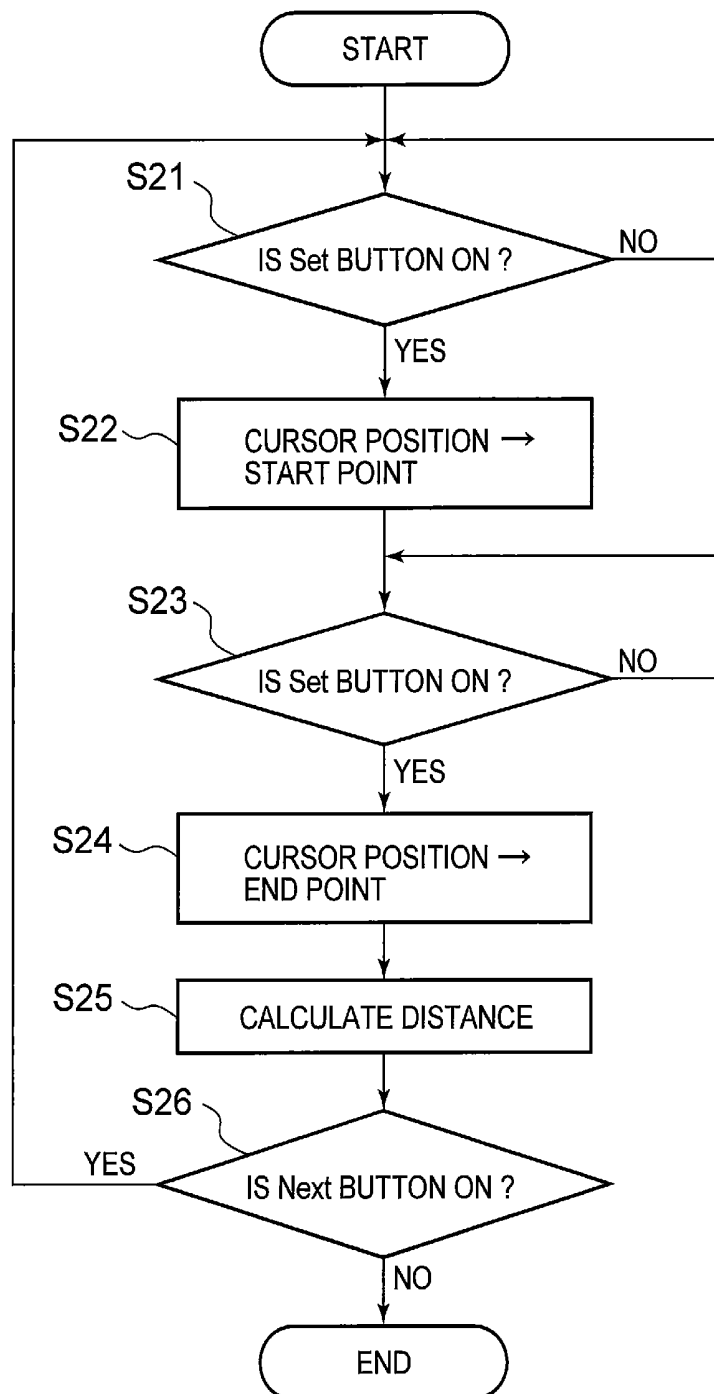 START
S21
IS Set BUTTON ON ?
NO
YES
S22
CURSOR POSITION →
START POINT
S23
IS Set BUTTON ON ?
NO
YES
S24
CURSOR POSITION →
END POINT
S25
CALCULATE DISTANCE
S26
YES
IS Next BUTTON ON ?
NO
END